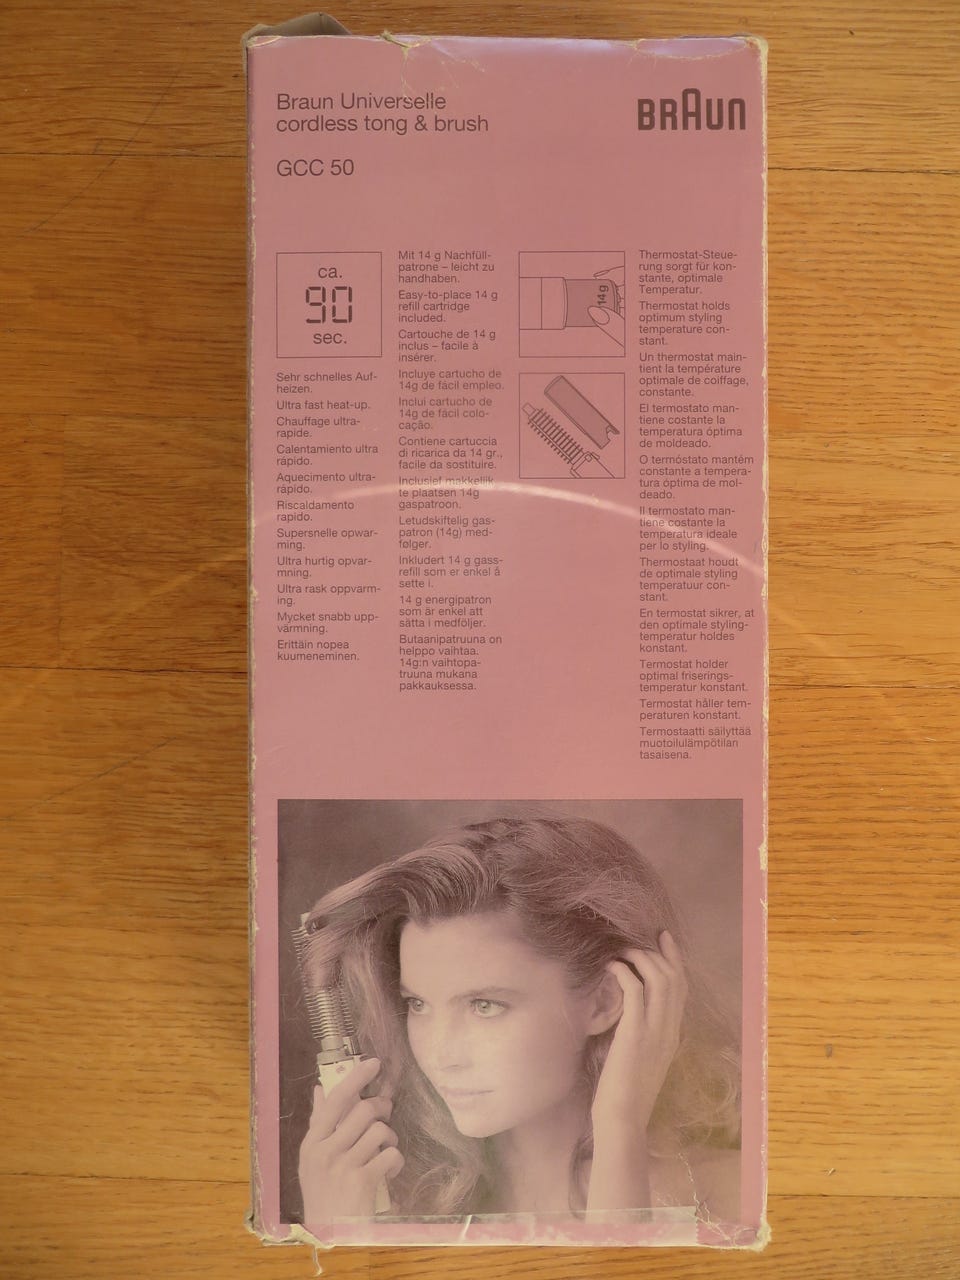 Braun Universelle
cordless tong & brush
GCC 50
BRAUN
ca.
90
sec.
Sehr schnelles Auf-
heizen.
Ultra fast heat-up.
Chauffage ultra-
rapide.
Calentamiento ultra
rápido.
Aquecimento ultra-
rápido.
Riscaldamento
rapido.
Supersnelle opwar-
ming.
Ultra hurtig opvar-
mning.
Ultra rask oppvarm-
ing.
Mycket snabb upp-
värmning.
Erittäin nopea
kuumeneminen.
Mit 14 g Nachfüll-
patrone – leicht zu
handhaben.
Easy-to-place 14 g
refill cartridge
included.
Cartouche de 14 g
inclus – facile à
insérer.
Incluye cartucho de
14g de fácil empleo.
Inclui cartucho de
14g de fácil colo-
cação.
Contiene cartuccia
di ricarica da 14 gr.,
facile da sostituire.
Inclusief makkelijk
te plaatsen 14g
gaspatroon.
Letudskiftelig gas-
patron (14g) med-
følger.
Inkludert 14 g gass-
refill som er enkel å
sette i.
14 g energipatron
som är enkel att
sätta i medföljer.
Butaanipatruuna on
helppo vaihtaa.
14g:n vaihtopa-
truuna mukana
pakkauksessa.
14g
Thermostat-Steue-
rung sorgt für kon-
stante, optimale
Temperatur.
Thermostat holds
optimum styling
temperature con-
stant.
Un thermostat main-
tient la température
optimale de coiffage,
constante.
El termostato man-
tiene costante la
temperatura óptima
de moldeado.
O termóstato mantém
constante a tempera-
tura óptima de mol-
deado.
Il termostato man-
tiene costante la
temperatura ideale
per lo styling.
Thermostaat houdt
de optimale styling
temperatuur con-
stant.
En termostat sikrer, at
den optimale styling-
temperatur holdes
konstant.
Termostat holder
optimal friserings-
temperatur konstant.
Termostat håller tem-
peraturen konstant.
Termostaatti säilyttää
muotoilulämpötilan
tasaisena.